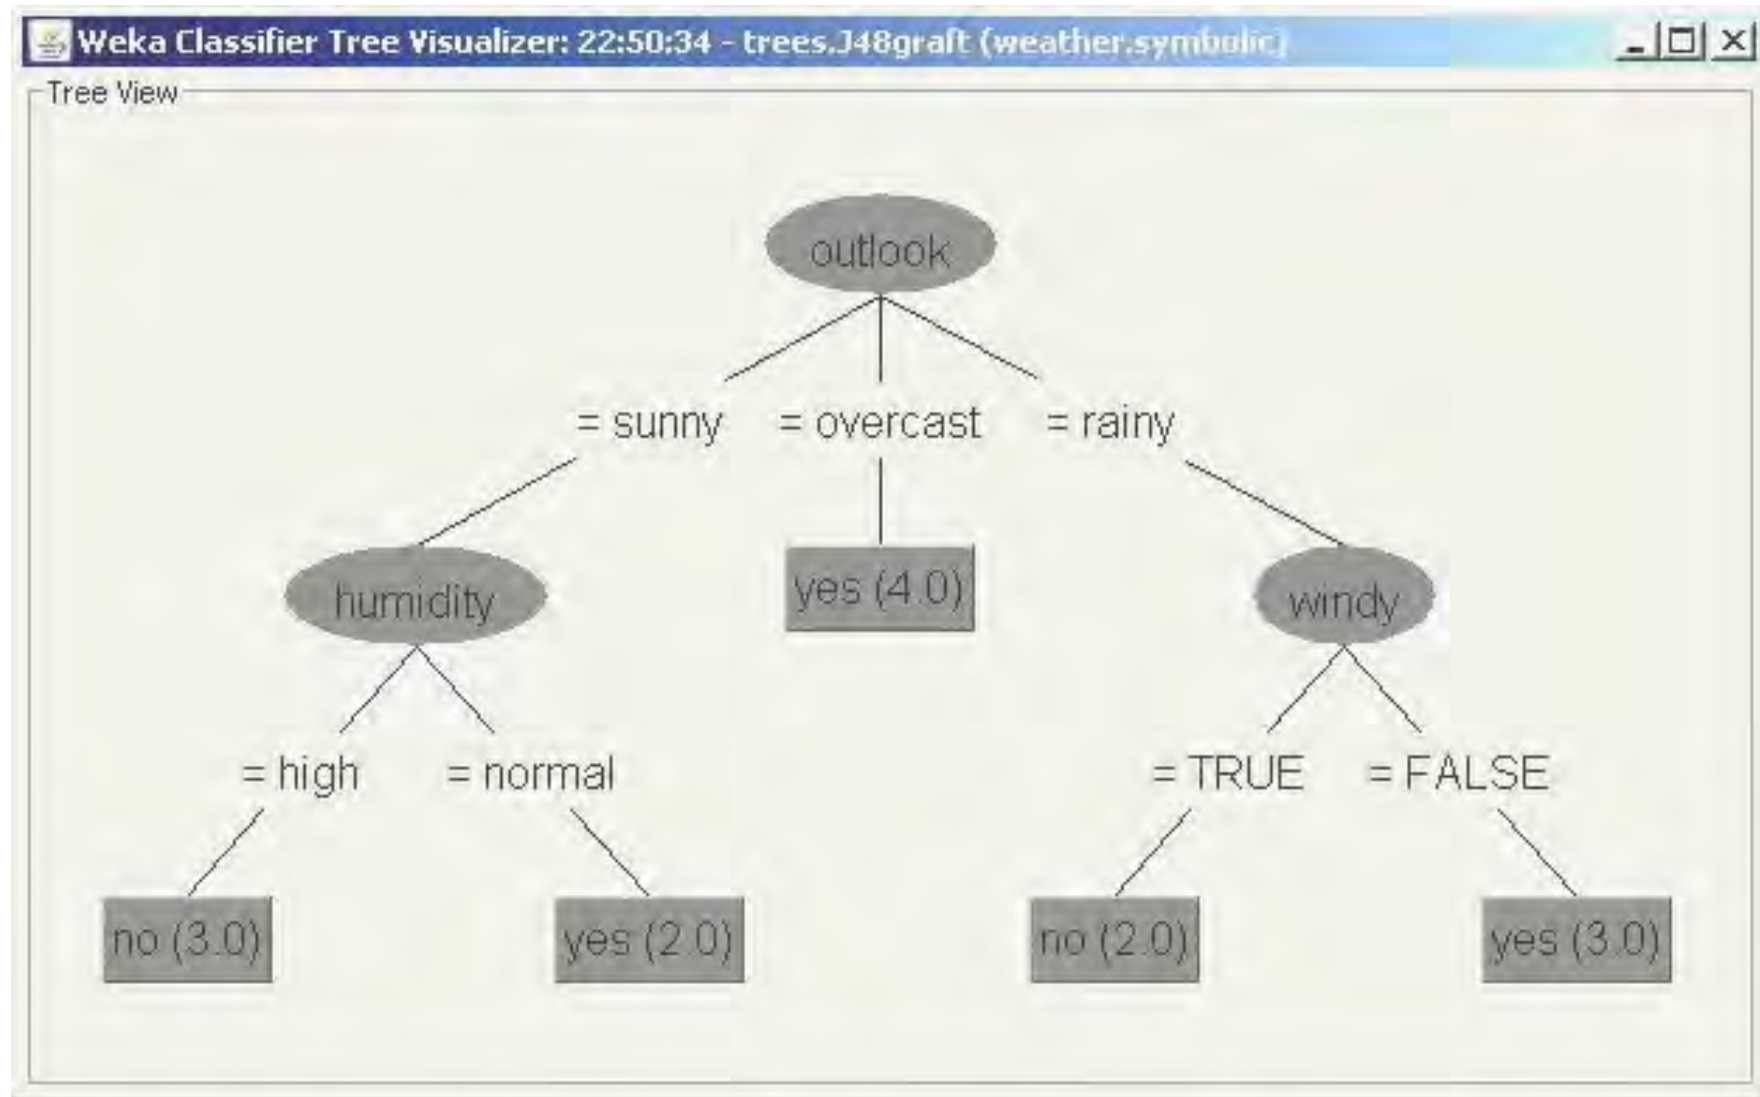 Weka Classifier Tree Visualizer: 22:50:34 - trees.J48graft (weather.symbolic)
Tree View
outlook
= sunny = overcast = rainy
humidity yes (4.0) windy
= high = normal = TRUE = FALSE
no (3.0) yes (2.0) no (2.0) yes (3.0)